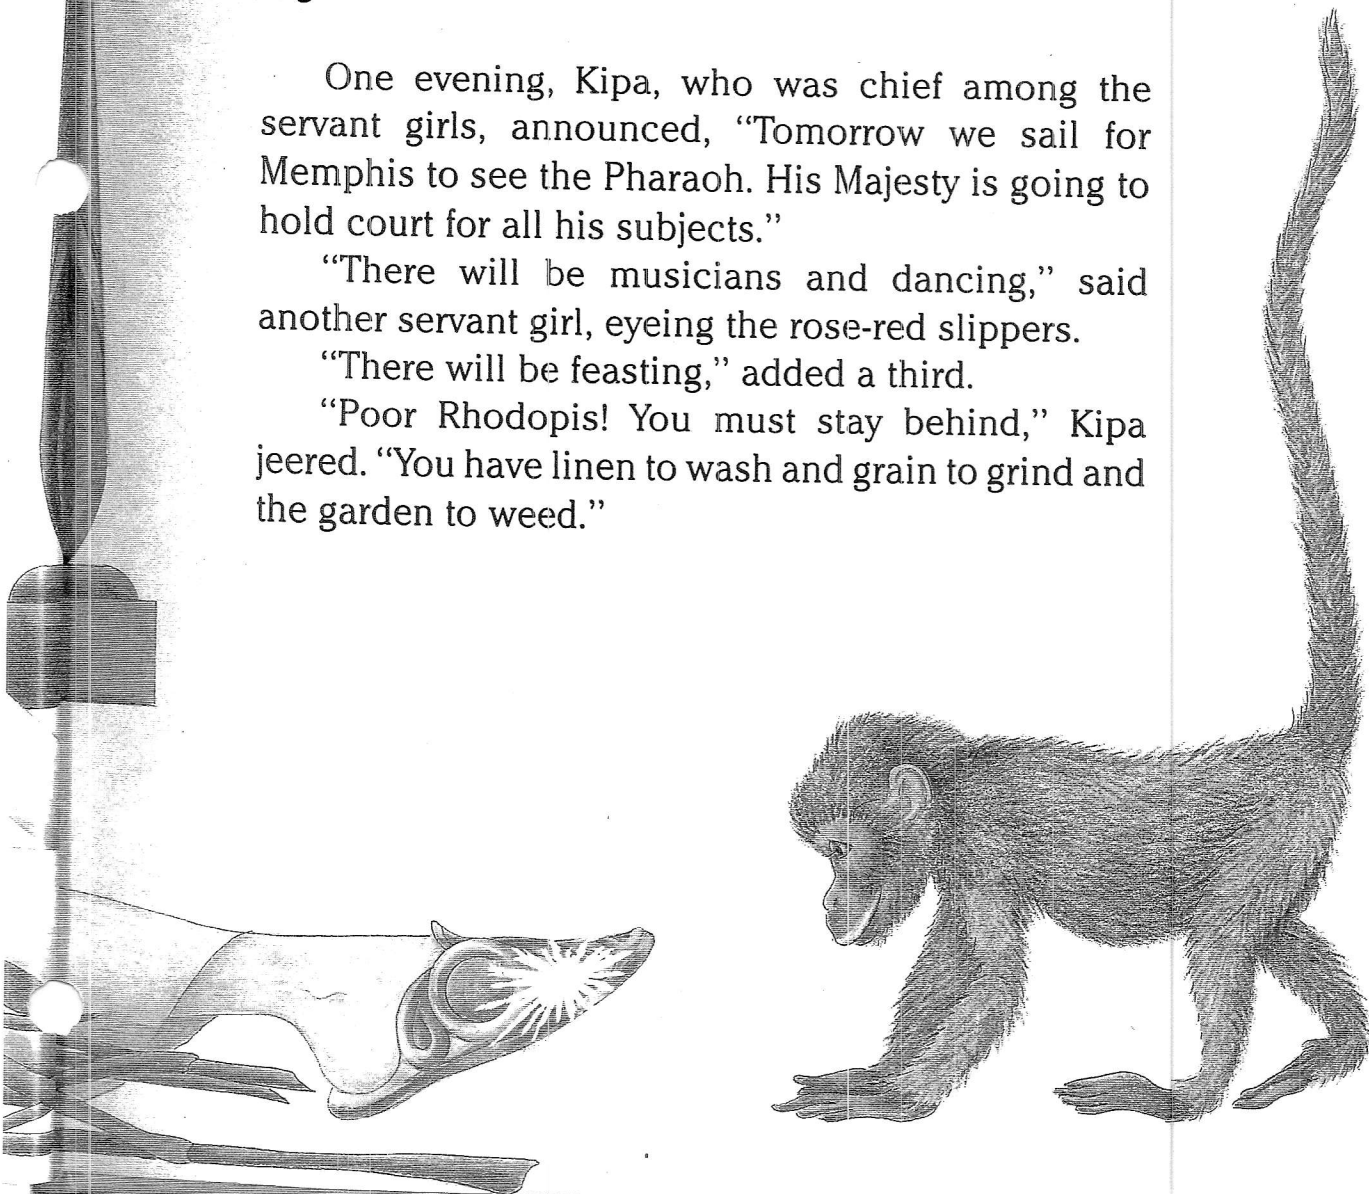 One evening, Kipa, who was chief among the
servant girls, announced, “Tomorrow we sail for
Memphis to see the Pharaoh. His Majesty is going to
hold court for all his subjects.”
“There will be musicians and dancing,” said
another servant girl, eyeing the rose-red slippers.
“There will be feasting,” added a third.
“Poor Rhodopis! You must stay behind,” Kipa
jeered. “You have linen to wash and grain to grind and
the garden to weed.”